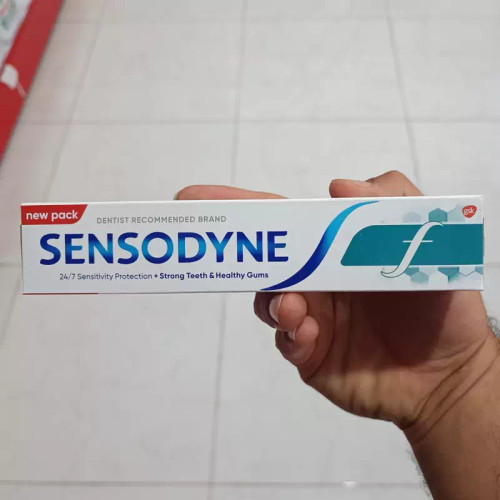 new pack
DENTIST RECOMMENDED BRAND
SENSODYNE
24/7 Sensitivity Protection + Strong Teeth & Healthy Gums
f
gsk